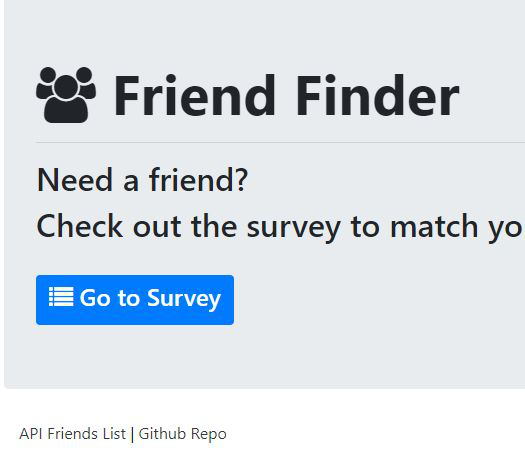 Friend Finder
Need a friend?
Check out the survey to match yo
Go to Survey
API Friends List | Github Repo